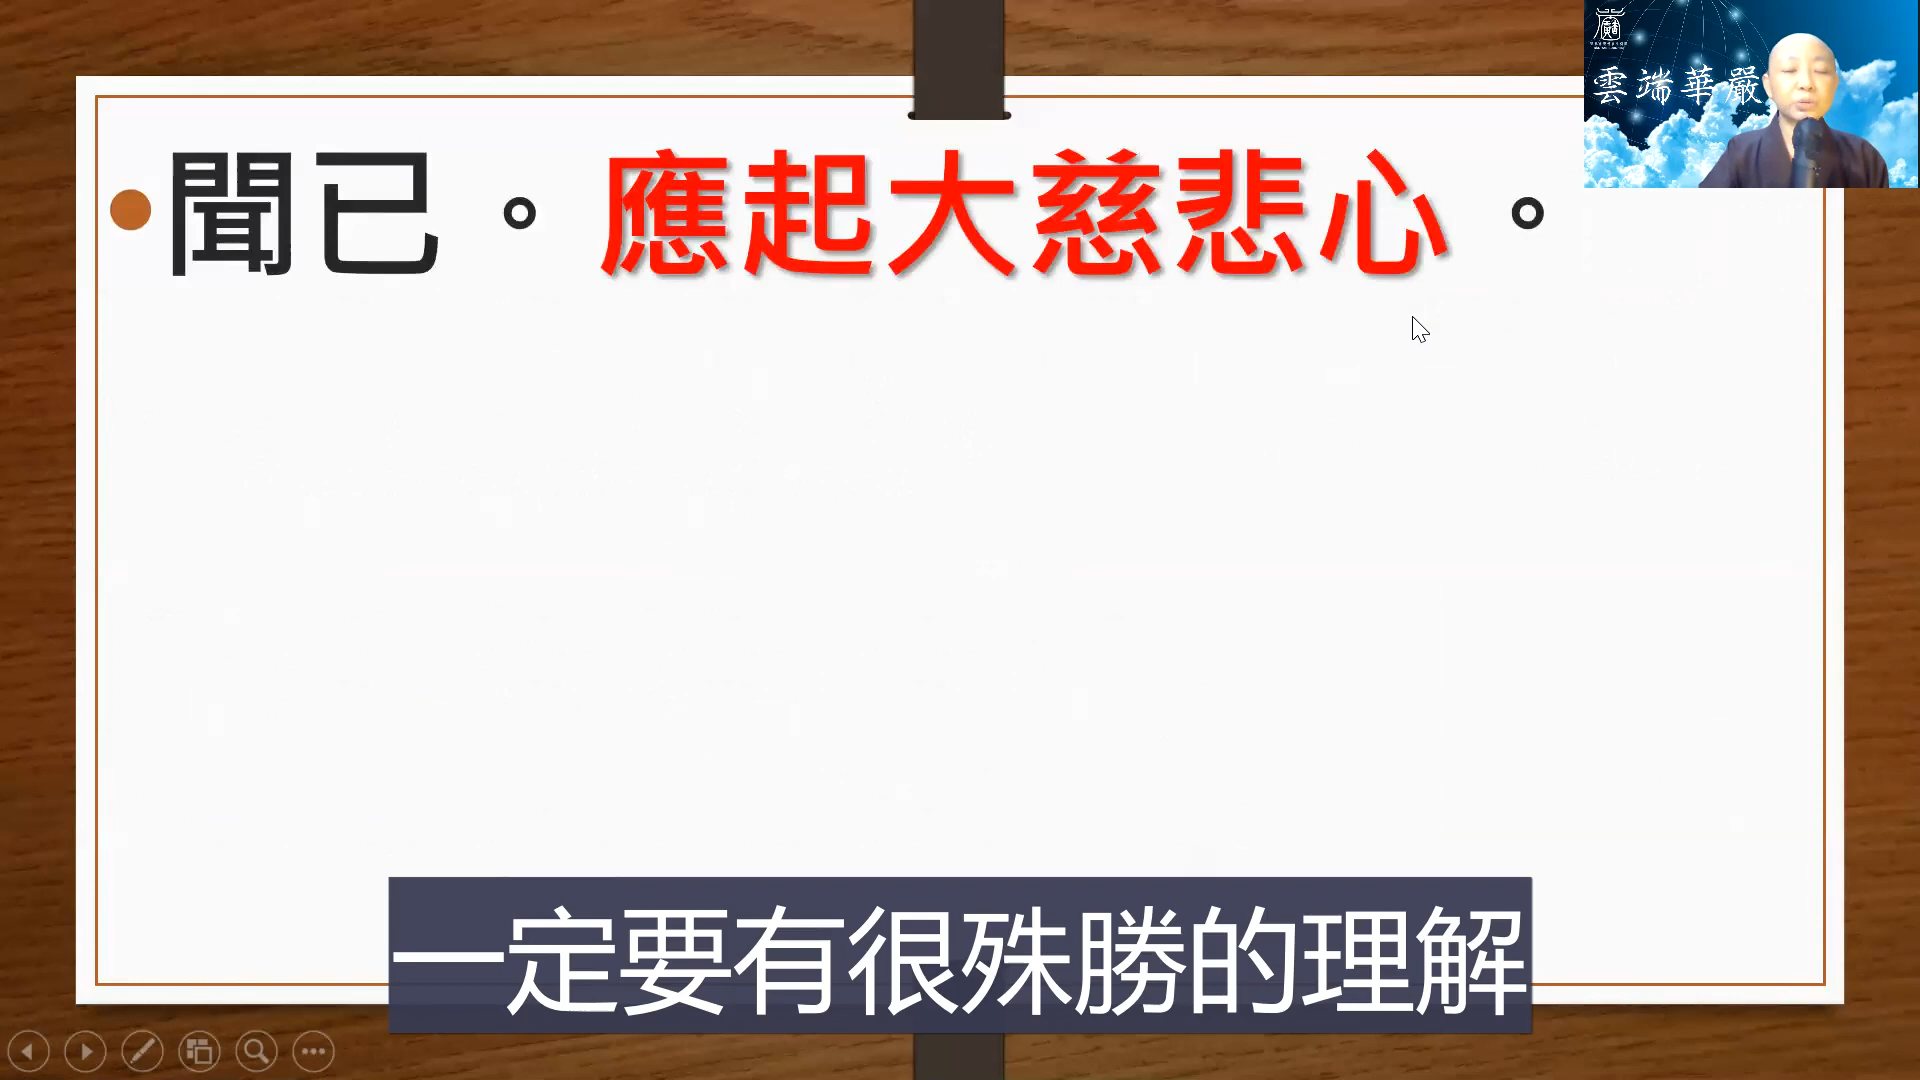 聞已。應起大慈悲心。
雲端華嚴
一定要有很殊勝的理解